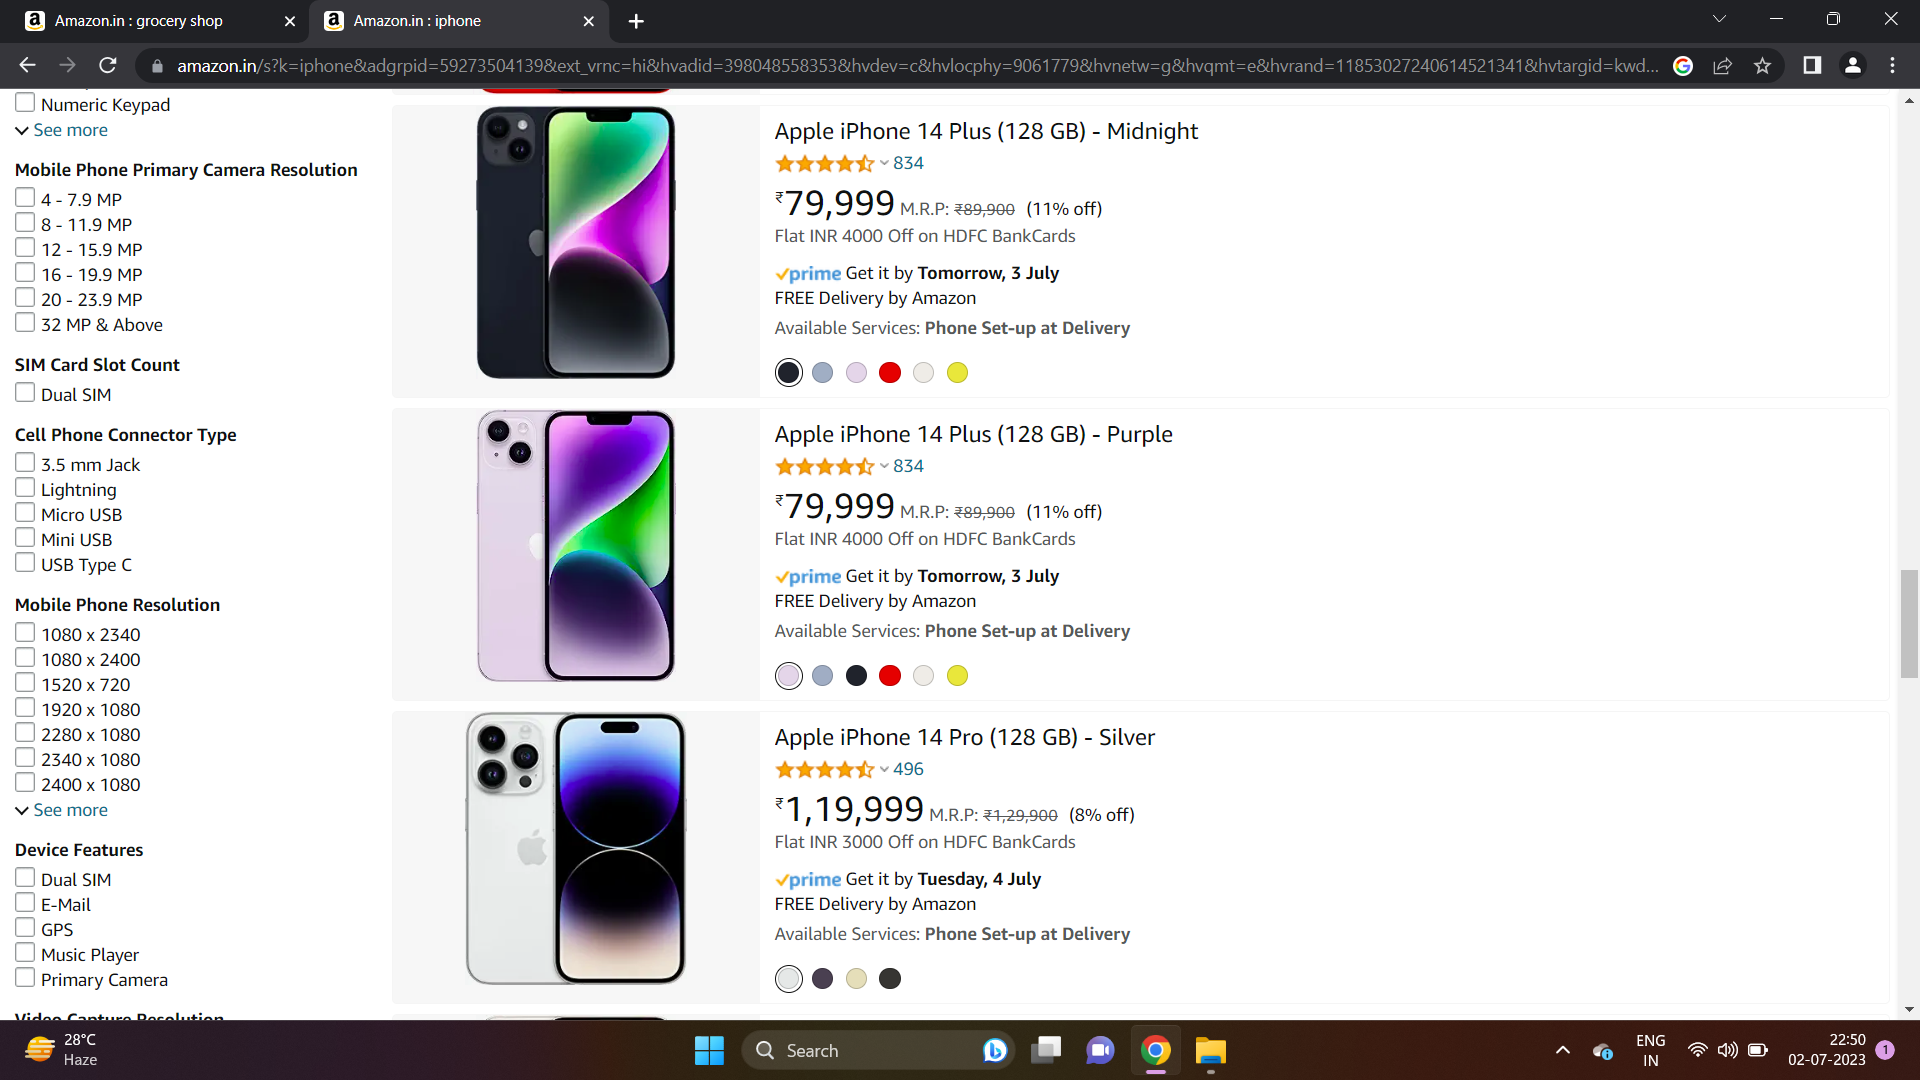 Amazon.in : grocery shop
Amazon.in : iphone
amazon.in/s?k=iphone&adgrpid=59273504139&ext_vrnc=hi&hvadid=398048558353&hvdev=c&hvlocphy=9061779&hvnetw=g&hvqmt=e&hvrand=11853027240614521341&hvtargid=kwd...
Numeric Keypad
See more
Mobile Phone Primary Camera Resolution
4 - 7.9 MP
8 - 11.9 MP
12 - 15.9 MP
16 - 19.9 MP
20 - 23.9 MP
32 MP & Above
SIM Card Slot Count
Dual SIM
Cell Phone Connector Type
3.5 mm Jack
Lightning
Micro USB
Mini USB
USB Type C
Mobile Phone Resolution
1080 x 2340
1080 x 2400
1520 x 720
1920 x 1080
2280 x 1080
2340 x 1080
2400 x 1080
See more
Device Features
Dual SIM
E-Mail
GPS
Music Player
Primary Camera
Video Capture Resolution
Apple iPhone 14 Plus (128 GB) - Midnight
834
₹79,999 M.R.P: ₹89,900 (11% off)
Flat INR 4000 Off on HDFC BankCards
prime Get it by Tomorrow, 3 July
FREE Delivery by Amazon
Available Services: Phone Set-up at Delivery
Apple iPhone 14 Plus (128 GB) - Purple
834
₹79,999 M.R.P: ₹89,900 (11% off)
Flat INR 4000 Off on HDFC BankCards
prime Get it by Tomorrow, 3 July
FREE Delivery by Amazon
Available Services: Phone Set-up at Delivery
Apple iPhone 14 Pro (128 GB) - Silver
496
₹1,19,999 M.R.P: ₹1,29,900 (8% off)
Flat INR 3000 Off on HDFC BankCards
prime Get it by Tuesday, 4 July
FREE Delivery by Amazon
Available Services: Phone Set-up at Delivery
28°C
Haze
Search
ENG
IN
22:50
02-07-2023
1